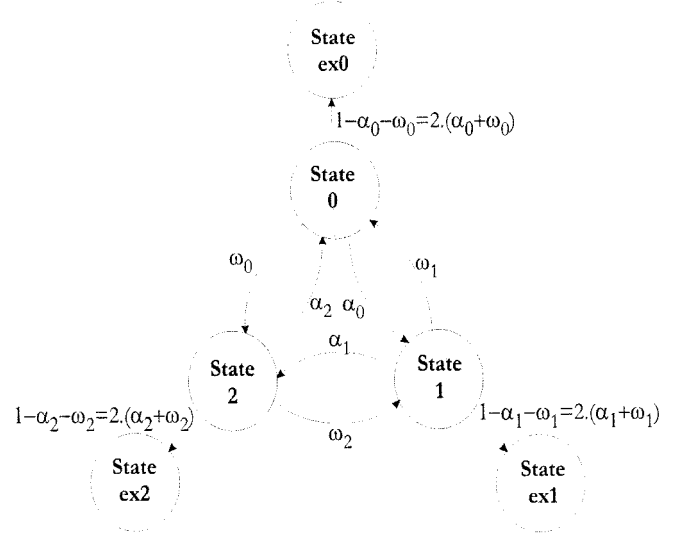 State
ex0
1−α₀−ω₀=2.(α₀+ω₀)
State
0
ω₀
ω₁
α₂ α₀
α₁
State
2
State
1
1−α₂−ω₂=2.(α₂+ω₂)
1−α₁−ω₁=2.(α₁+ω₁)
ω₂
State
ex2
State
ex1